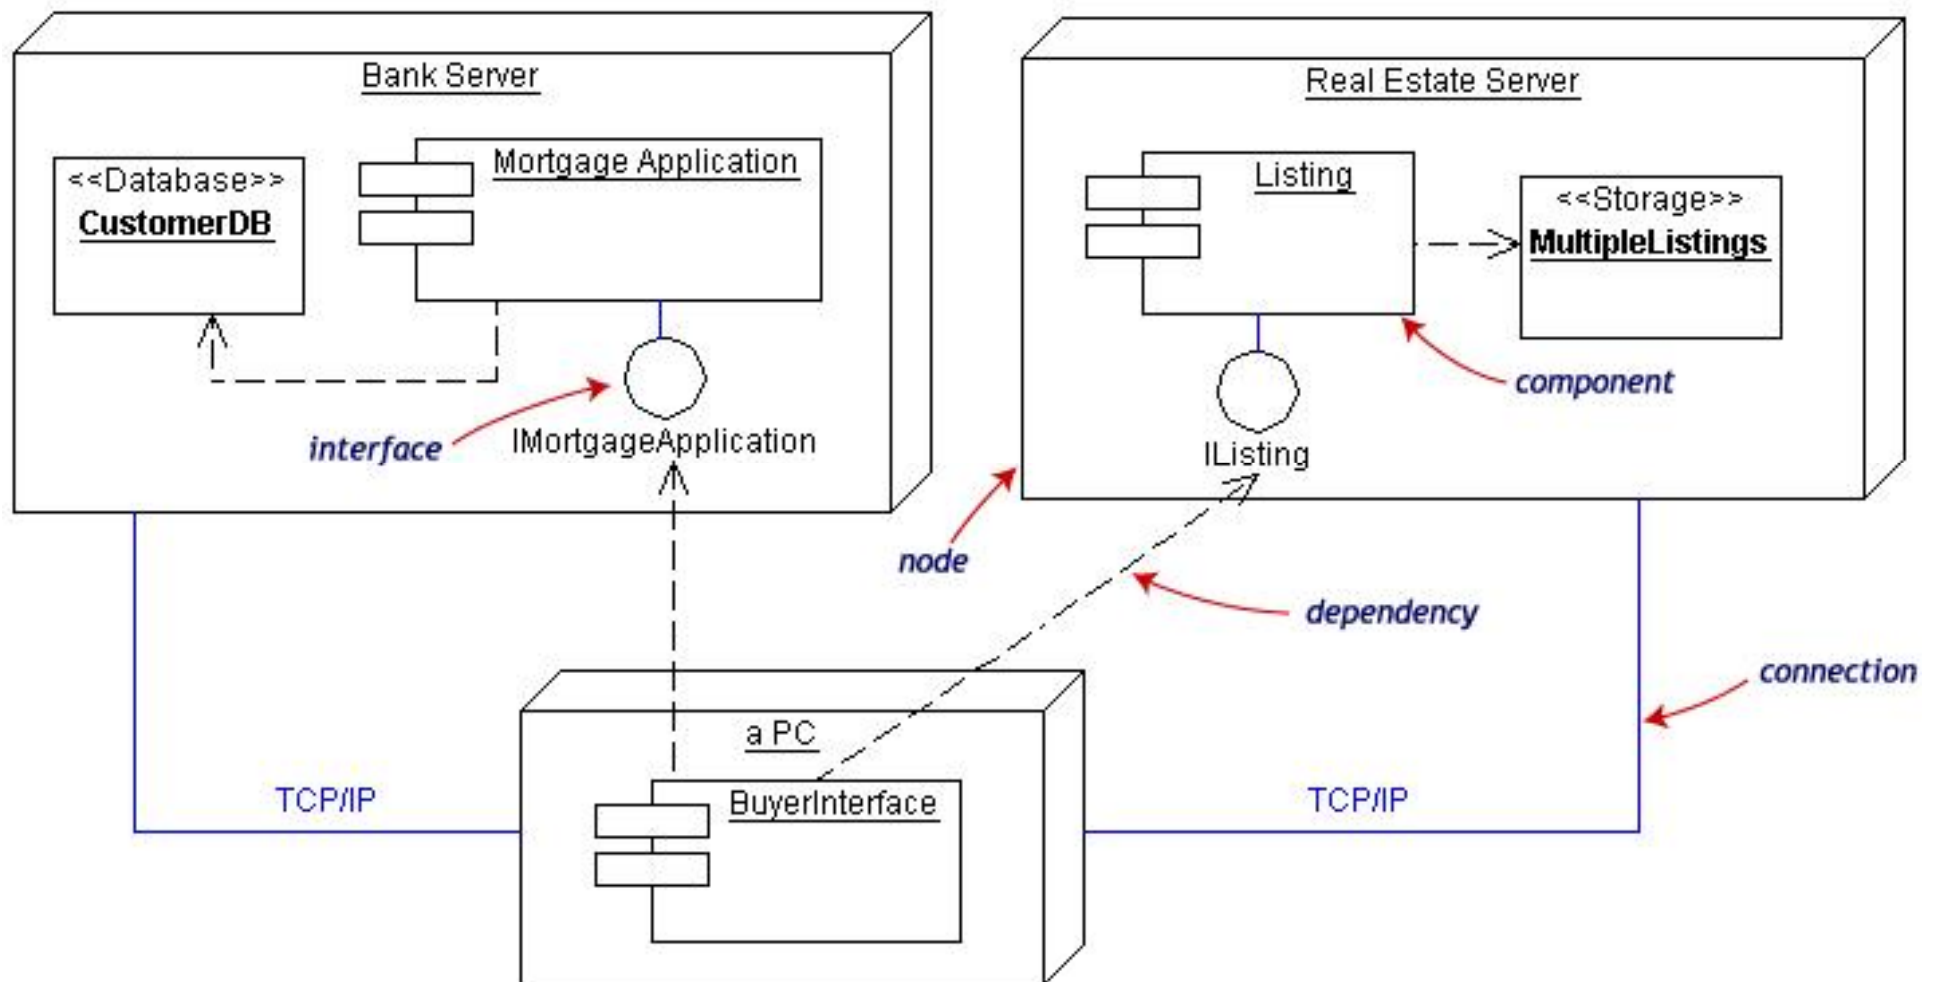 Bank Server
<<Database>>
CustomerDB
Mortgage Application
interface
IMortgageApplication
Real Estate Server
Listing
<<Storage>>
MultipleListings
component
IListing
node
dependency
connection
a PC
BuyerInterface
TCP/IP
TCP/IP